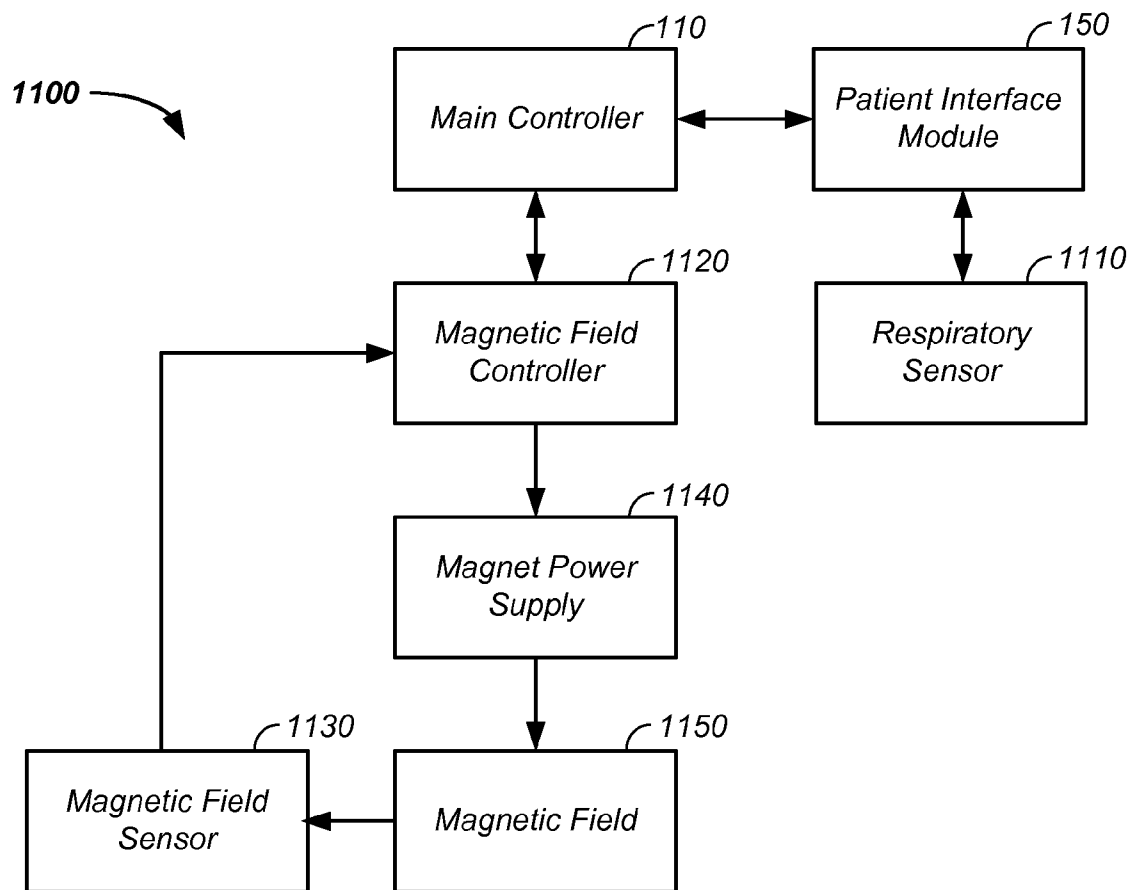 110
150
1100
Main Controller
Patient Interface
Module
1120
1110
Magnetic Field
Controller
Respiratory
Sensor
1140
Magnet Power
Supply
1130
1150
Magnetic Field
Sensor
Magnetic Field